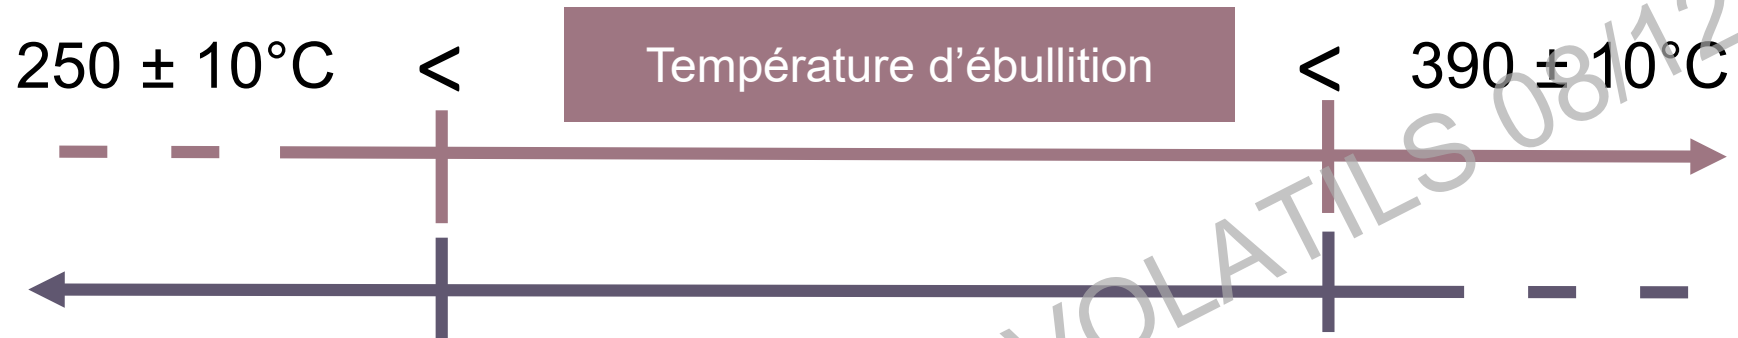 250 ± 10°C < Température d’ébullition < 390 ± 10°C
VOLATILS 08/12